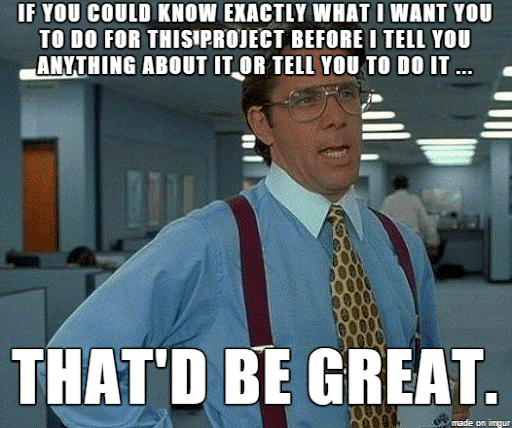 IF YOU COULD KNOW EXACTLY WHAT I WANT YOU
TO DO FOR THIS PROJECT BEFORE I TELL YOU
ANYTHING ABOUT IT OR TELL YOU TO DO IT ...
THAT'D BE GREAT.
made on imgur